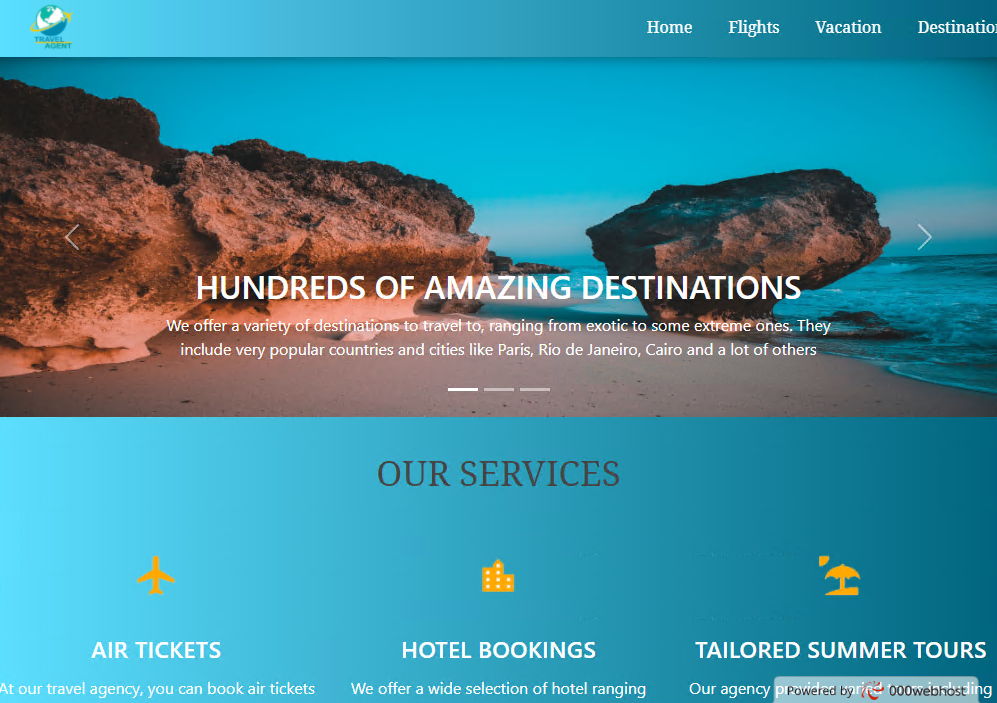 TRAVEL
AGENT
Home Flights Vacation Destination
HUNDREDS OF AMAZING DESTINATIONS
We offer a variety of destinations to travel to, ranging from exotic to some extreme ones. They
include very popular countries and cities like Paris, Rio de Janeiro, Cairo and a lot of others
OUR SERVICES
AIR TICKETS
HOTEL BOOKINGS
TAILORED SUMMER TOURS
At our travel agency, you can book air tickets
We offer a wide selection of hotel ranging
Our agency provides varied including
Powered by 000webhost